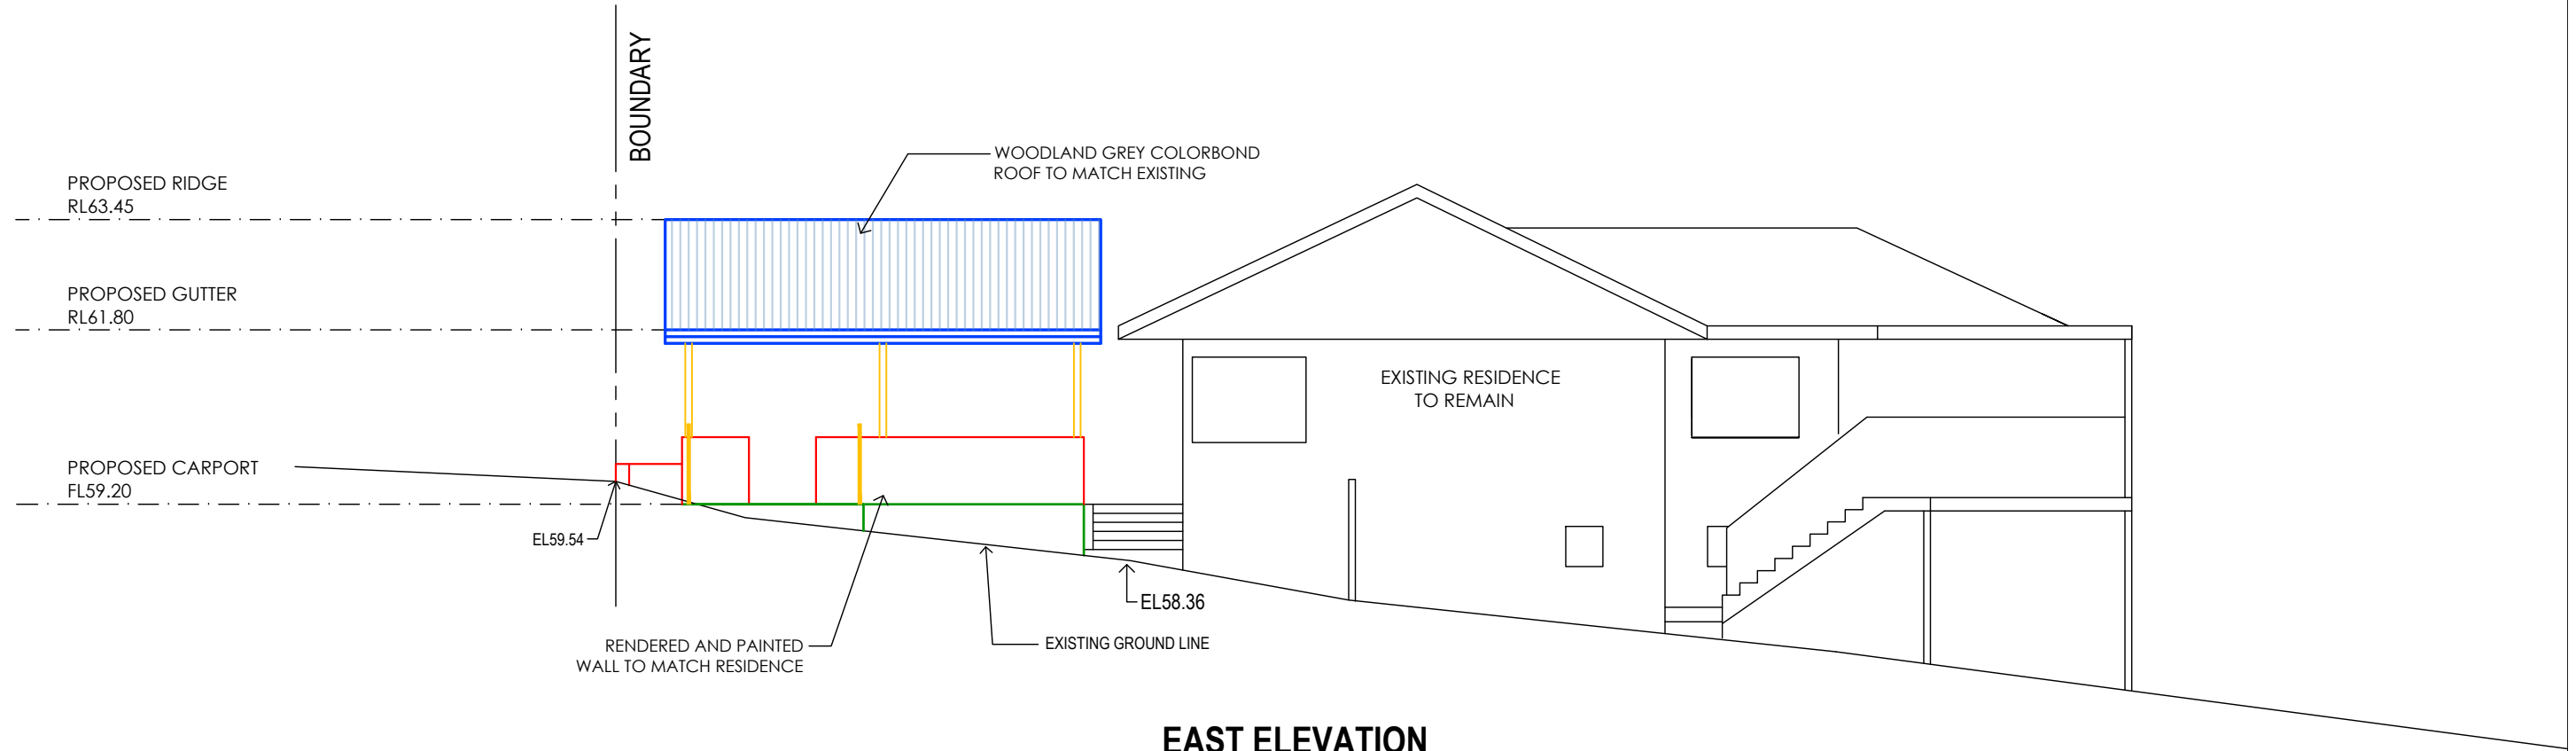 BOUNDARY
WOODLAND GREY COLORBOND
ROOF TO MATCH EXISTING
PROPOSED RIDGE
RL63.45
PROPOSED GUTTER
RL61.80
EXISTING RESIDENCE
TO REMAIN
PROPOSED CARPORT
FL59.20
EL59.54
EL58.36
RENDERED AND PAINTED
WALL TO MATCH RESIDENCE
EXISTING GROUND LINE
EAST ELEVATION